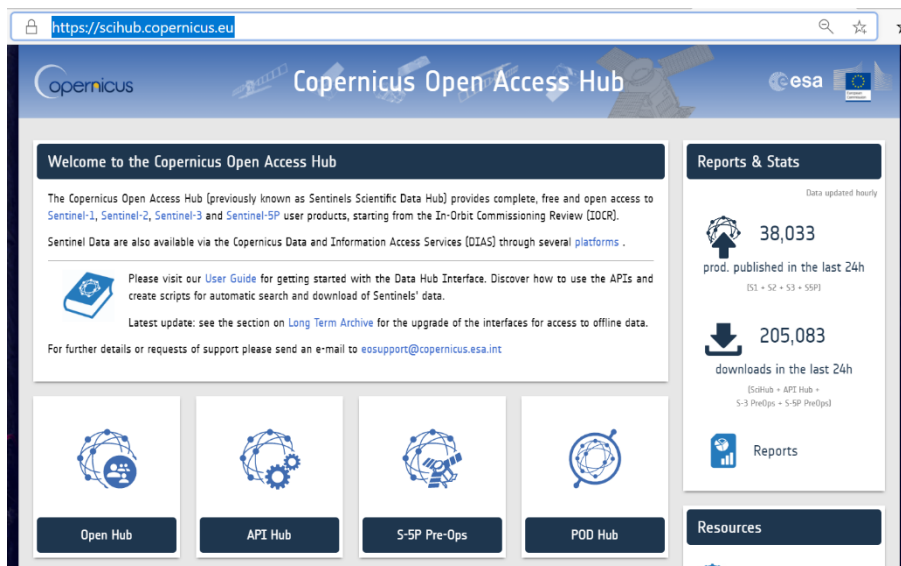 https://scihub.copernicus.eu
opernicus
Copernicus Open Access Hub
esa
Welcome to the Copernicus Open Access Hub
The Copernicus Open Access Hub (previously known as Sentinels Scientific Data Hub) provides complete, free and open access to
Sentinel-1, Sentinel-2, Sentinel-3 and Sentinel-5P user products, starting from the In-Orbit Commissioning Review (IOCR).
Sentinel Data are also available via the Copernicus Data and Information Access Services (DIAS) through several platforms .
Please visit our User Guide for getting started with the Data Hub Interface. Discover how to use the APIs and
create scripts for automatic search and download of Sentinels' data.
Latest update: see the section on Long Term Archive for the upgrade of the interfaces for access to offline data.
For further details or requests of support please send an e-mail to eosupport@copernicus.esa.int
Open Hub
API Hub
S-5P Pre-Ops
POD Hub
Reports & Stats
Data updated hourly
38,033
prod. published in the last 24h
[S1 + S2 + S3 + S5P]
205,083
downloads in the last 24h
[SciHub + API Hub +
S-3 PreOps + S-5P PreOps]
Reports
Resources